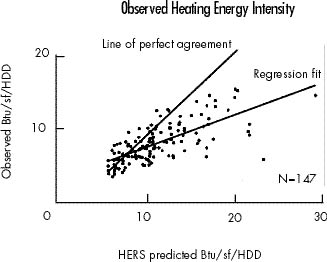 Observed Heating Energy Intensity
Line of perfect agreement
Regression fit
Observed Btu/sf/HDD
20
10
N–147
0
10
20
30
HERS predicted Btu/sf/HDD